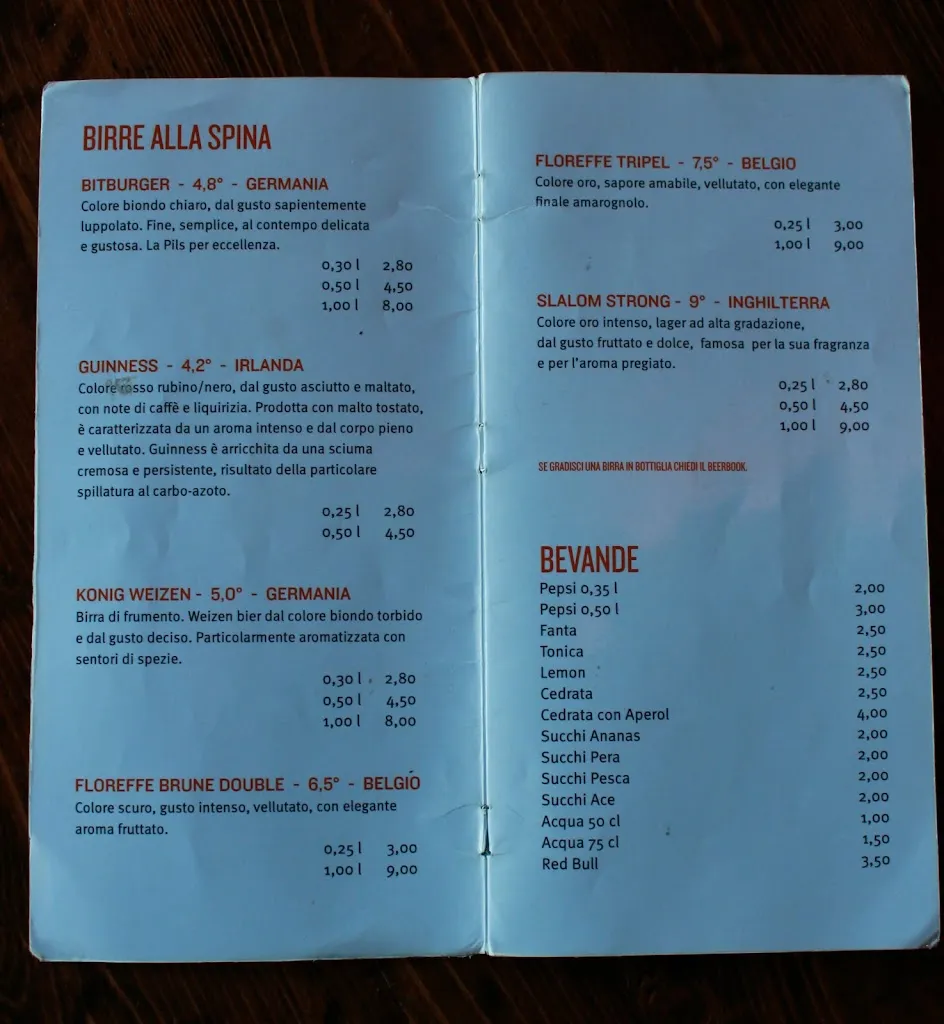 BIRRE ALLA SPINA
BITBURGER - 4,8° - GERMANIA
Colore biondo chiaro, dal gusto sapientemente
luppolato. Fine, semplice, al contempo delicata
e gustosa. La Pils per eccellenza.
0,30 l 2,80
0,50 l 4,50
1,00 l 8,00
GUINNESS - 4,2° - IRLANDA
Colore rosso rubino/nero, dal gusto asciutto e maltato,
con note di caffè e liquirizia. Prodotta con malto tostato,
è caratterizzata da un aroma intenso e dal corpo pieno
e vellutato. Guinness è arricchita da una sciuma
cremosa e persistente, risultato della particolare
spillatura al carbo-azoto.
0,25 l 2,80
0,50 l 4,50
KONIG WEIZEN - 5,0° - GERMANIA
Birra di frumento. Weizen bier dal colore biondo torbido
e dal gusto deciso. Particolarmente aromatizzata con
sentori di spezie.
0,30 l 2,80
0,50 l 4,50
1,00 l 8,00
FLOREFFE BRUNE DOUBLE - 6,5° - BELGIO
Colore scuro, gusto intenso, vellutato, con elegante
aroma fruttato.
0,25 l 3,00
1,00 l 9,00
FLOREFFE TRIPEL - 7,5° - BELGIO
Colore oro, sapore amabile, vellutato, con elegante
finale amarognolo.
0,25 l 3,00
1,00 l 9,00
SLALOM STRONG - 9° - INGHILTERRA
Colore oro intenso, lager ad alta gradazione,
dal gusto fruttato e dolce, famosa per la sua fragranza
e per l'aroma pregiato.
0,25 l 2,80
0,50 l 4,50
1,00 l 9,00
SE GRADISCI UNA BIRRA IN BOTTIGLIA CHIEDI IL BEERBOOK.
BEVANDE
Pepsi 0,35 l 2,00
Pepsi 0,50 l 3,00
Fanta 2,50
Tonica 2,50
Lemon 2,50
Cedrata 2,50
Cedrata con Aperol 4,00
Succhi Ananas 2,00
Succhi Pera 2,00
Succhi Pesca 2,00
Succhi Ace 2,00
Acqua 50 cl 1,00
Acqua 75 cl 1,50
Red Bull 3,50